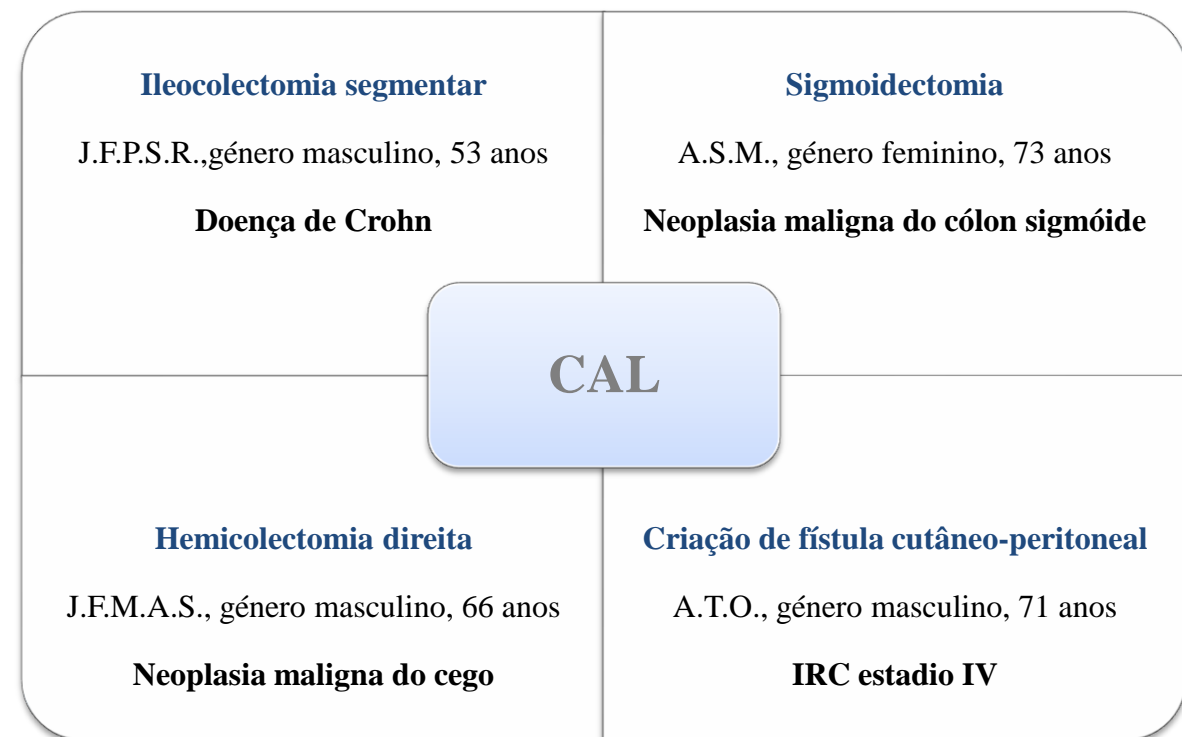 Ileocolectomia segmentar
J.F.P.S.R.,género masculino, 53 anos
Doença de Crohn
Sigmoidectomia
A.S.M., género feminino, 73 anos
Neoplasia maligna do cólon sigmóide
CAL
Hemicolectomia direita
J.F.M.A.S., género masculino, 66 anos
Neoplasia maligna do cego
Criação de fístula cutâneo-peritoneal
A.T.O., género masculino, 71 anos
IRC estadio IV